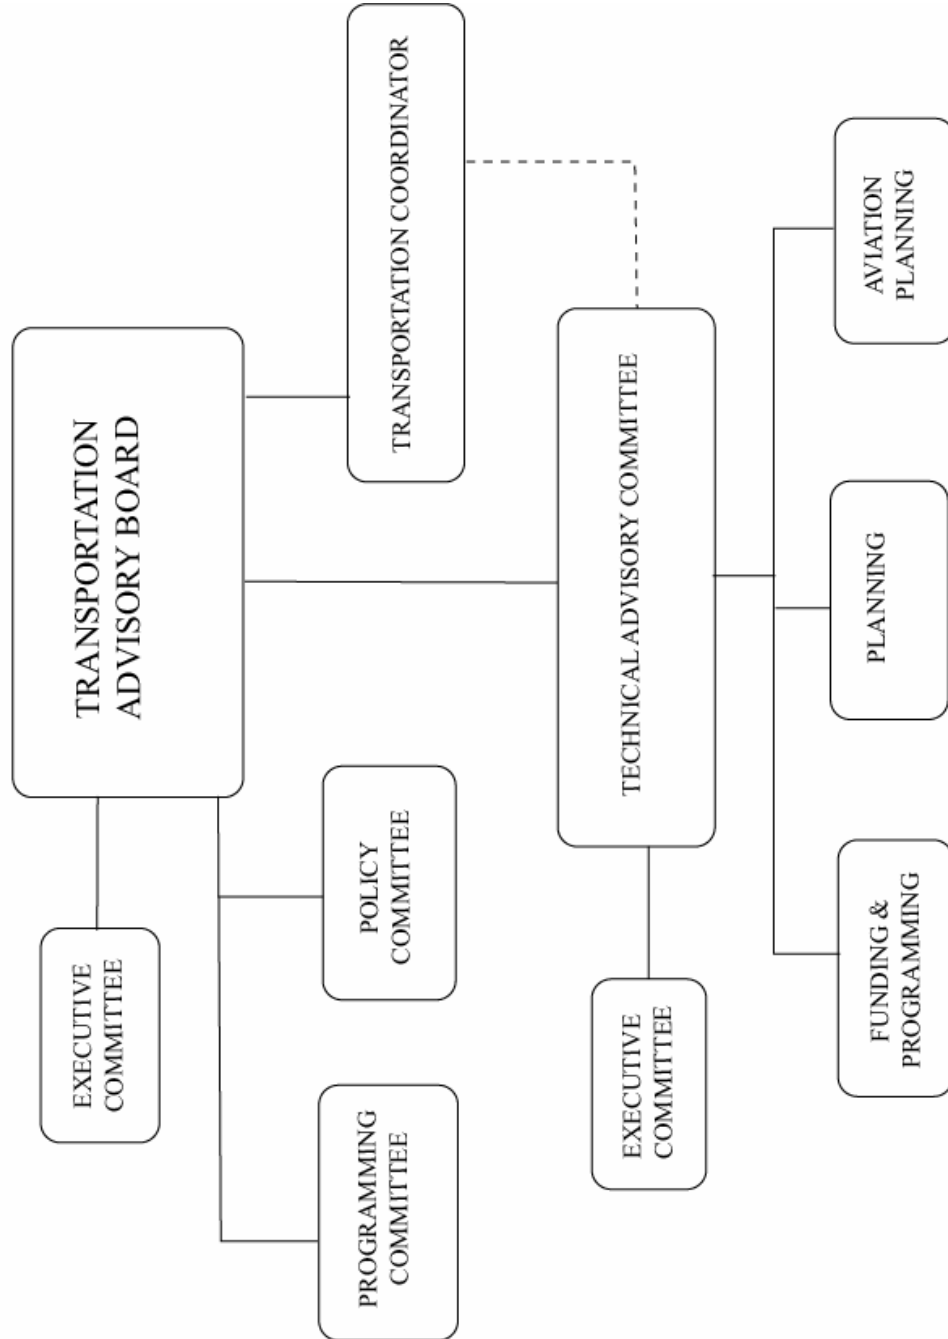 TRANSPORTATION
ADVISORY BOARD
EXECUTIVE
COMMITTEE
TRANSPORTATION COORDINATOR
POLICY
COMMITTEE
PROGRAMMING
COMMITTEE
TECHNICAL ADVISORY COMMITTEE
EXECUTIVE
COMMITTEE
FUNDING &
PROGRAMMING
PLANNING
AVIATION
PLANNING